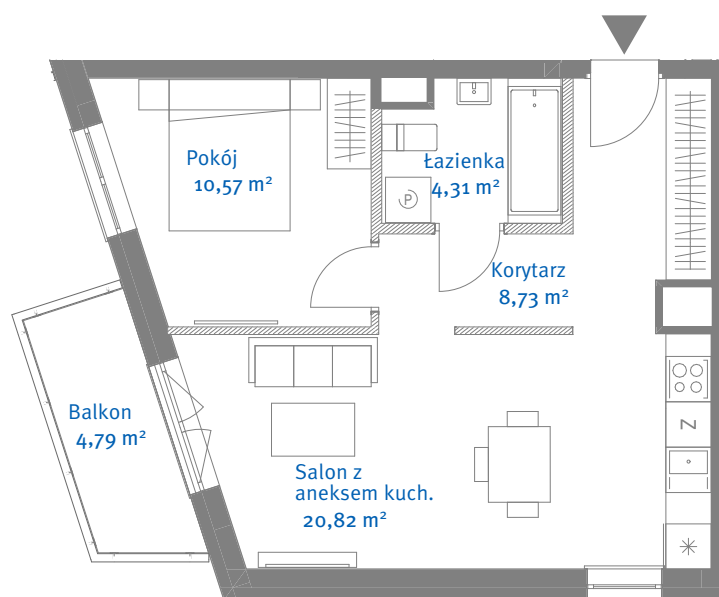 Pokój
10,57 m²
Łazienka
4,31 m²
P
Korytarz
8,73 m²
Balkon
4,79 m²
Z
Salon z
aneksem kuch.
20,82 m²